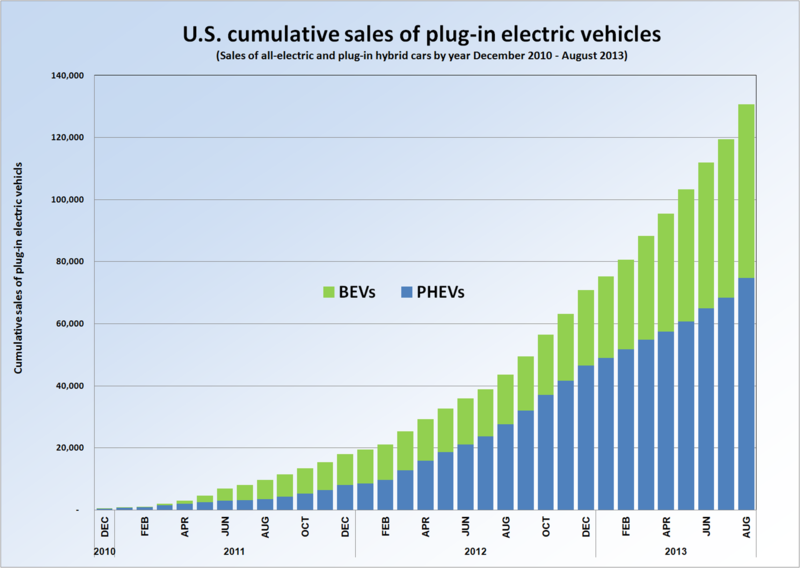 U.S. cumulative sales of plug-in electric vehicles
(Sales of all-electric and plug-in hybrid cars by year December 2010 - August 2013)
Cumulative sales of plug-in electric vehicls
140,000
120,000
100,000
80,000
60,000
40,000
20,000
-
BEVs PHEVs
DEC FEB APR JUN AUG OCT DEC FEB APR JUN AUG OCT DEC FEB APR JUN AUG
2010 2011 2012 2013